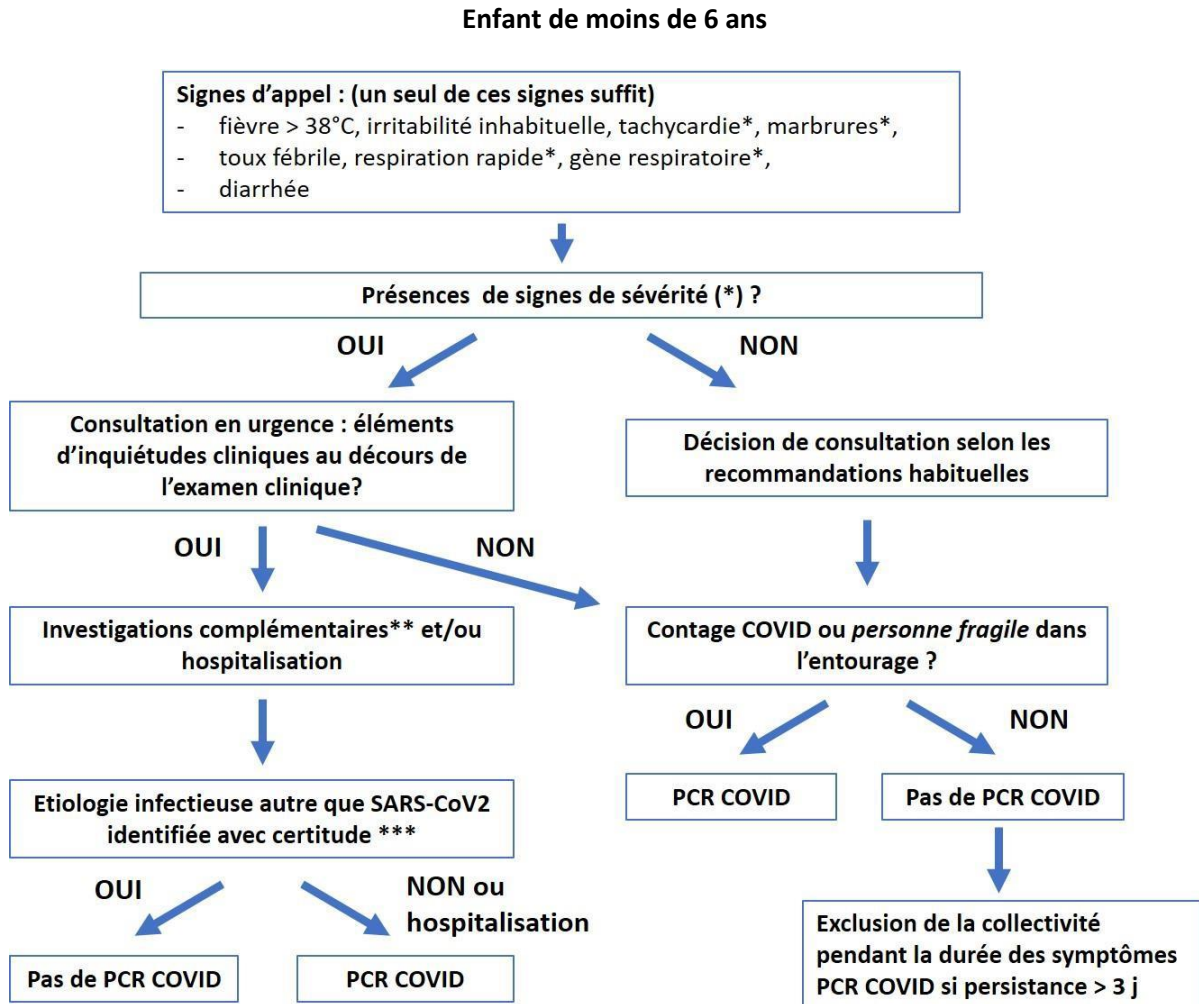 Enfant de moins de 6 ans
Signes d'appel : (un seul de ces signes suffit)
- fièvre > 38°C, irritabilité inhabituelle, tachycardie*, marbrures*,
- toux fébrile, respiration rapide*, gène respiratoire*,
- diarrhée
Présences de signes de sévérité (*) ?
OUI
NON
Consultation en urgence : éléments
d'inquiétudes cliniques au décours de
l'examen clinique?
Décision de consultation selon les
recommandations habituelles
OUI
NON
Investigations complémentaires** et/ou
hospitalisation
Contage COVID ou personne fragile dans
l'entourage ?
OUI
NON
Etiologie infectieuse autre que SARS-CoV2
identifiée avec certitude ***
PCR COVID
Pas de PCR COVID
OUI
NON ou
hospitalisation
Pas de PCR COVID
PCR COVID
Exclusion de la collectivité
pendant la durée des symptômes
PCR COVID si persistance > 3 j